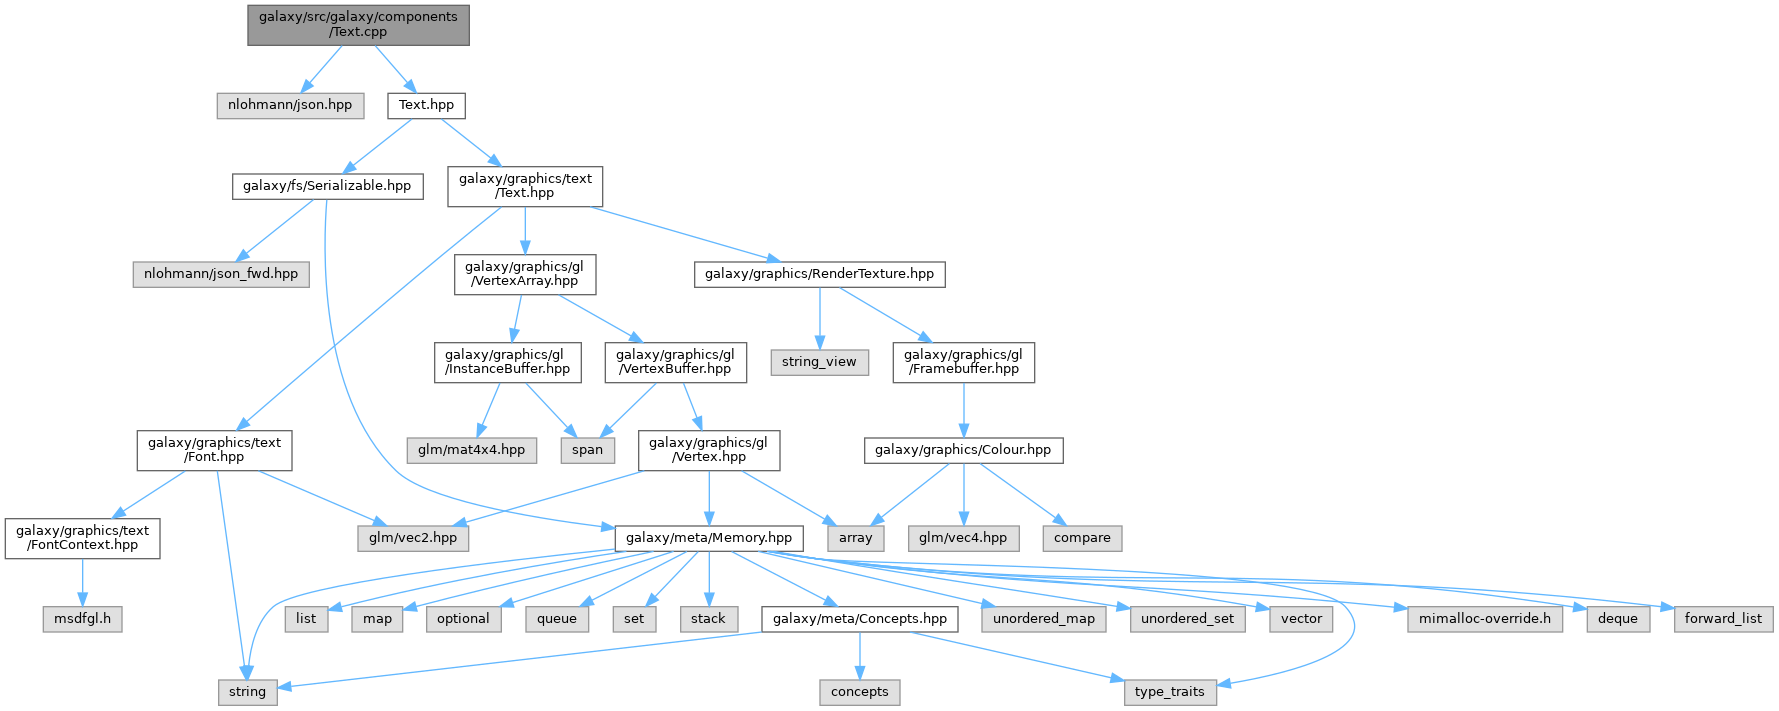 galaxy/src/galaxy/components
/Text.cpp
nlohmann/json.hpp
Text.hpp
galaxy/fs/Serializable.hpp
galaxy/graphics/text
/Text.hpp
nlohmann/json_fwd.hpp
galaxy/graphics/gl
/VertexArray.hpp
galaxy/graphics/RenderTexture.hpp
galaxy/graphics/gl
/InstanceBuffer.hpp
galaxy/graphics/gl
/VertexBuffer.hpp
string_view
galaxy/graphics/gl
/Framebuffer.hpp
galaxy/graphics/text
/Font.hpp
glm/mat4x4.hpp
span
galaxy/graphics/gl
/Vertex.hpp
galaxy/graphics/Colour.hpp
galaxy/graphics/text
/FontContext.hpp
glm/vec2.hpp
galaxy/meta/Memory.hpp
array
glm/vec4.hpp
compare
msdfgl.h
list
map
optional
queue
set
stack
galaxy/meta/Concepts.hpp
unordered_map
unordered_set
vector
mimalloc-override.h
deque
forward_list
string
concepts
type_traits